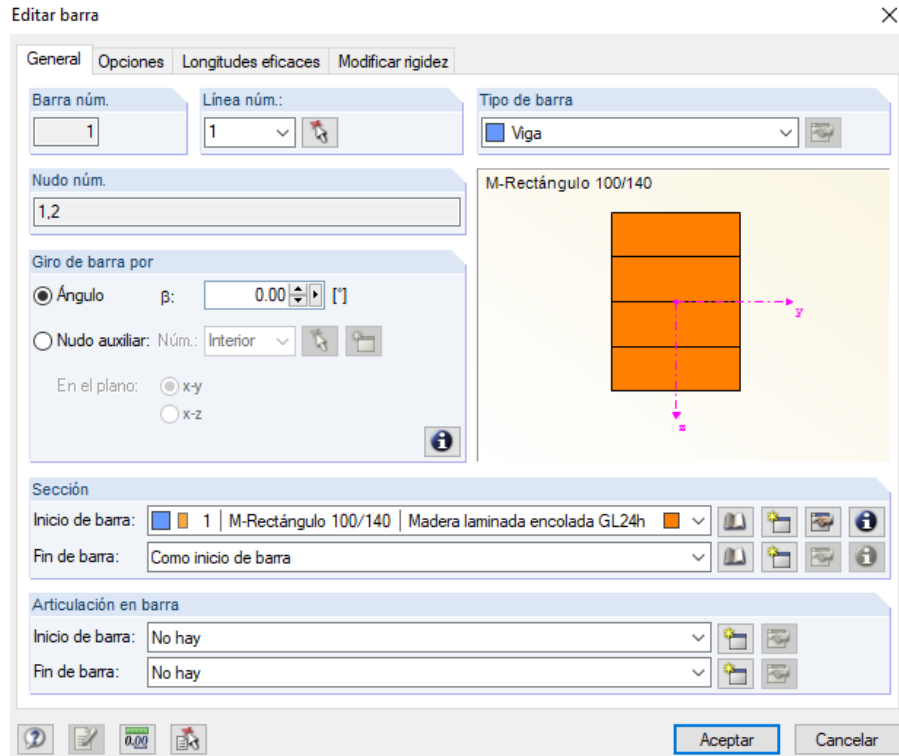 Editar barra
General Opciones Longitudes eficaces Modificar rigidez
Barra núm. Línea núm.: Tipo de barra
1 1 Viga
Nudo núm. M-Rectángulo 100/140
1,2
Giro de barra por
Ángulo β: 0.00 [°]
y
Nudo auxiliar: Núm.: Interior
En el plano: x-y
x-z
z
Sección
Inicio de barra: 1 M-Rectángulo 100/140 Madera laminada encolada GL24h
Fin de barra: Como inicio de barra
Articulación en barra
Inicio de barra: No hay
Fin de barra: No hay
0.00 Aceptar Cancelar